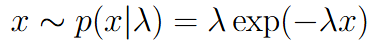 x ∼ p(x|λ) = λ exp(−λx)